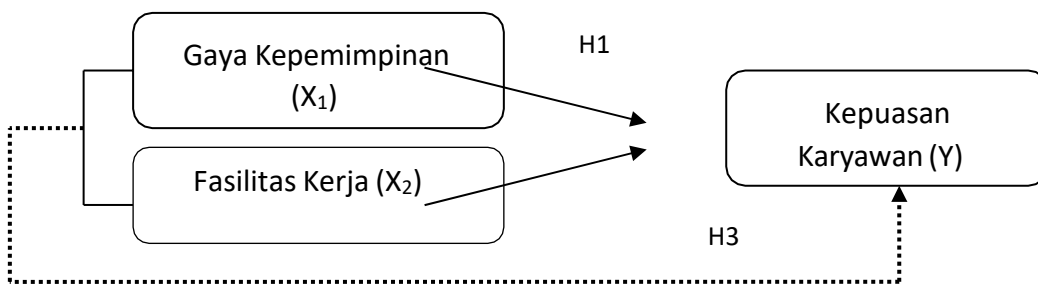 Gaya Kepemimpinan
(X₁)
H1
Fasilitas Kerja (X₂)
Kepuasan
Karyawan (Y)
H3